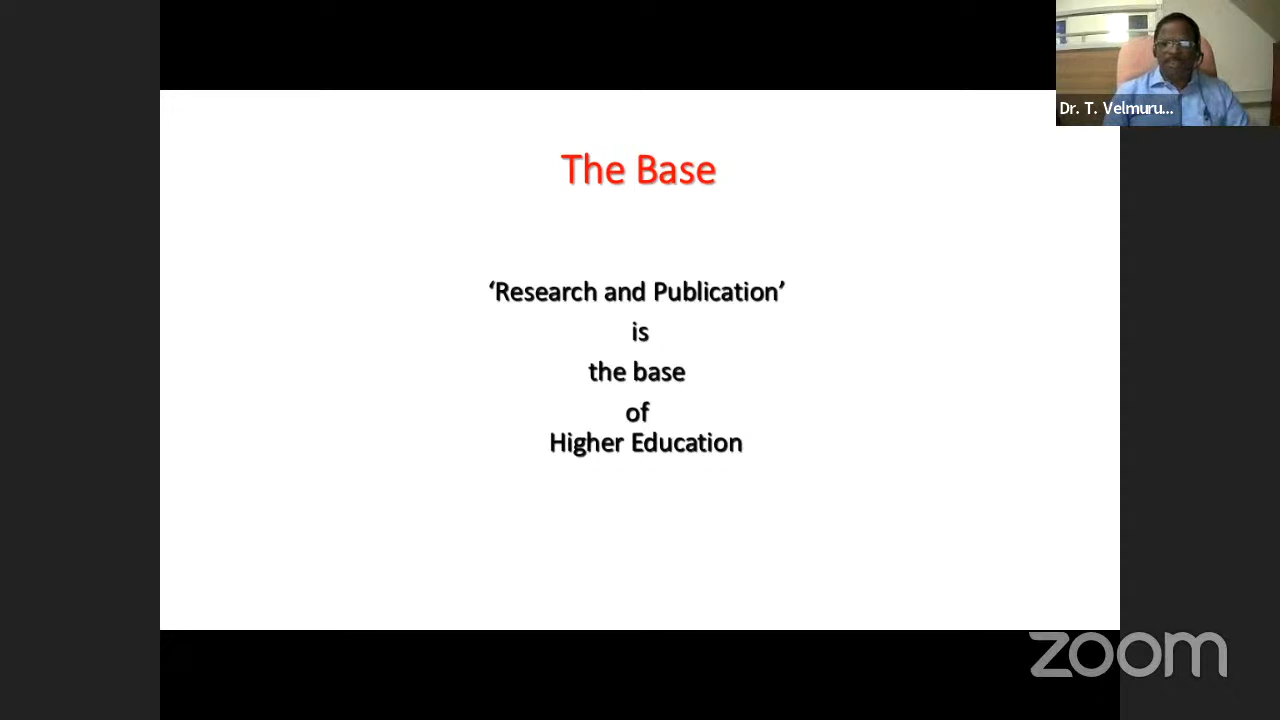 Dr. T. Velmuru...
The Base
‘Research and Publication’
is
the base
of
Higher Education
zoom